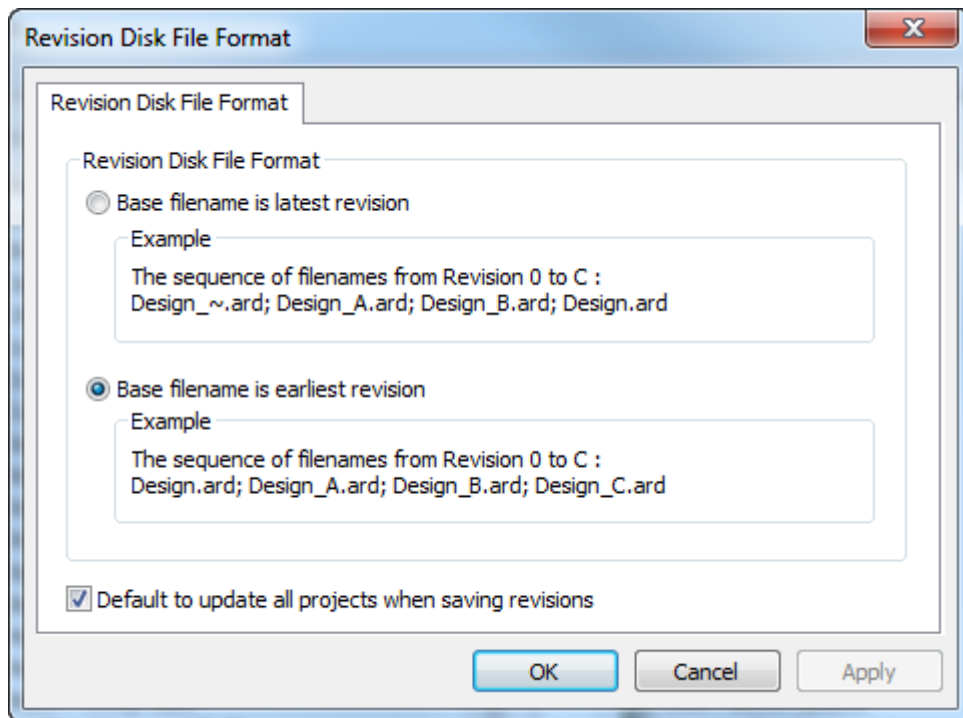 Revision Disk File Format
Revision Disk File Format
Revision Disk File Format
Base filename is latest revision
Example
The sequence of filenames from Revision 0 to C :
Design_~.ard; Design_A.ard; Design_B.ard; Design.ard
Base filename is earliest revision
Example
The sequence of filenames from Revision 0 to C :
Design.ard; Design_A.ard; Design_B.ard; Design_C.ard
Default to update all projects when saving revisions
OK Cancel Apply